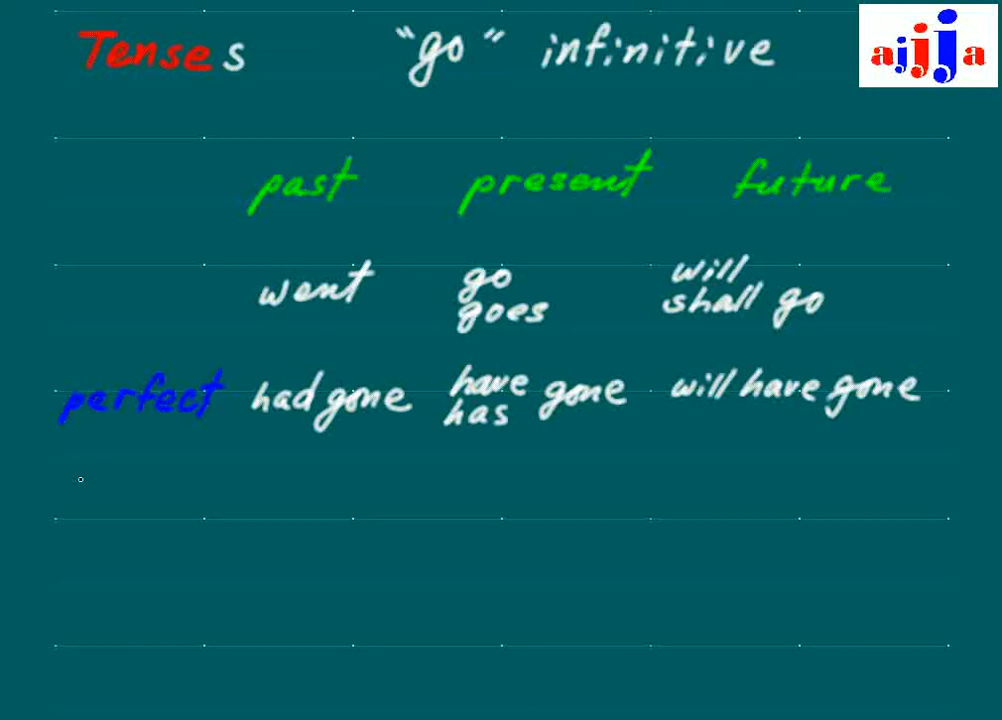 Tenses "go" infinitive
aijja
past present future
went go goes will shall go
perfect had gone have has gone will have gone